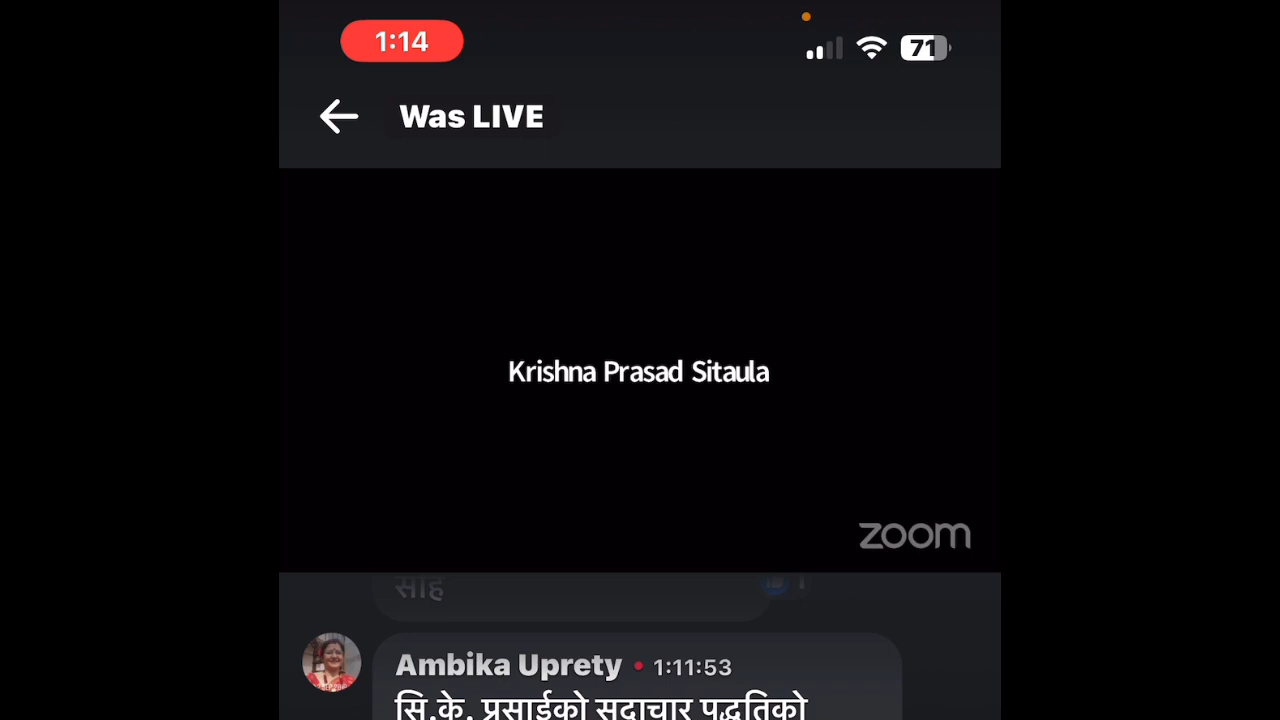 1:14
71
Was LIVE
Krishna Prasad Sitaula
zoom
साह
1
Ambika Uprety • 1:11:53
सि.के. प्रसाईको सदाचार पद्धतिको